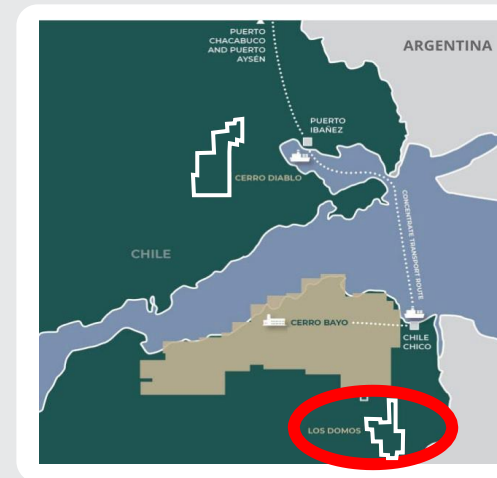 PUERTO
CHACABUCO
AND PUERTO
AYSÉN
ARGENTINA
PUERTO
IBAÑEZ
CERRO DIABLO
CONCENTRATE TRANSPORT ROUTE
CHILE
CERRO BAYO
CHILE
CHICO
LOS DOMOS